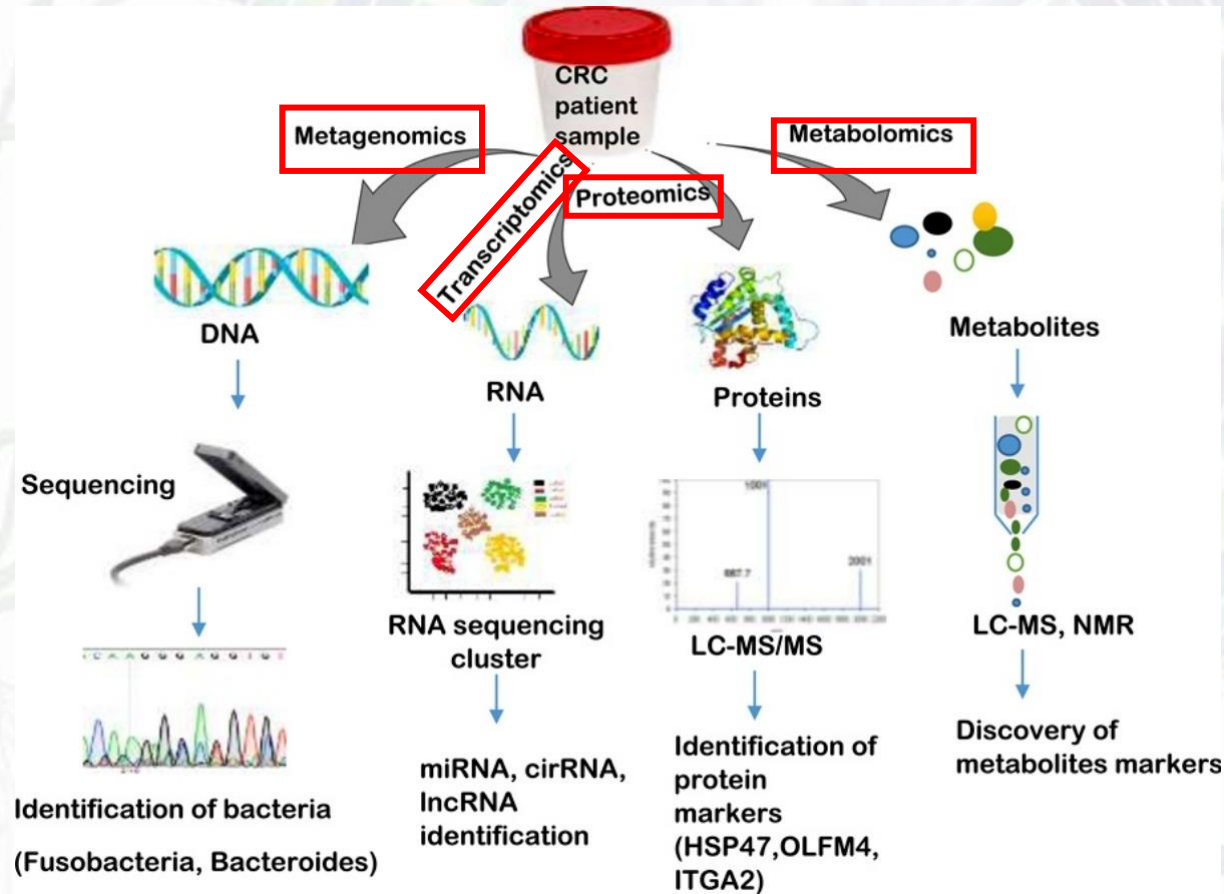 CRC
patient
sample
Metagenomics
Metabolomics
Transcriptomics
Proteomics
DNA
RNA
Proteins
Metabolites
Sequencing
RNA sequencing
cluster
1001
667.7
2001
LC-MS/MS
LC-MS, NMR
Identification of bacteria
(Fusobacteria, Bacteroides)
miRNA, cirRNA,
lncRNA
identification
Identification of
protein
markers
(HSP47,OLFM4,
ITGA2)
Discovery of
metabolites markers